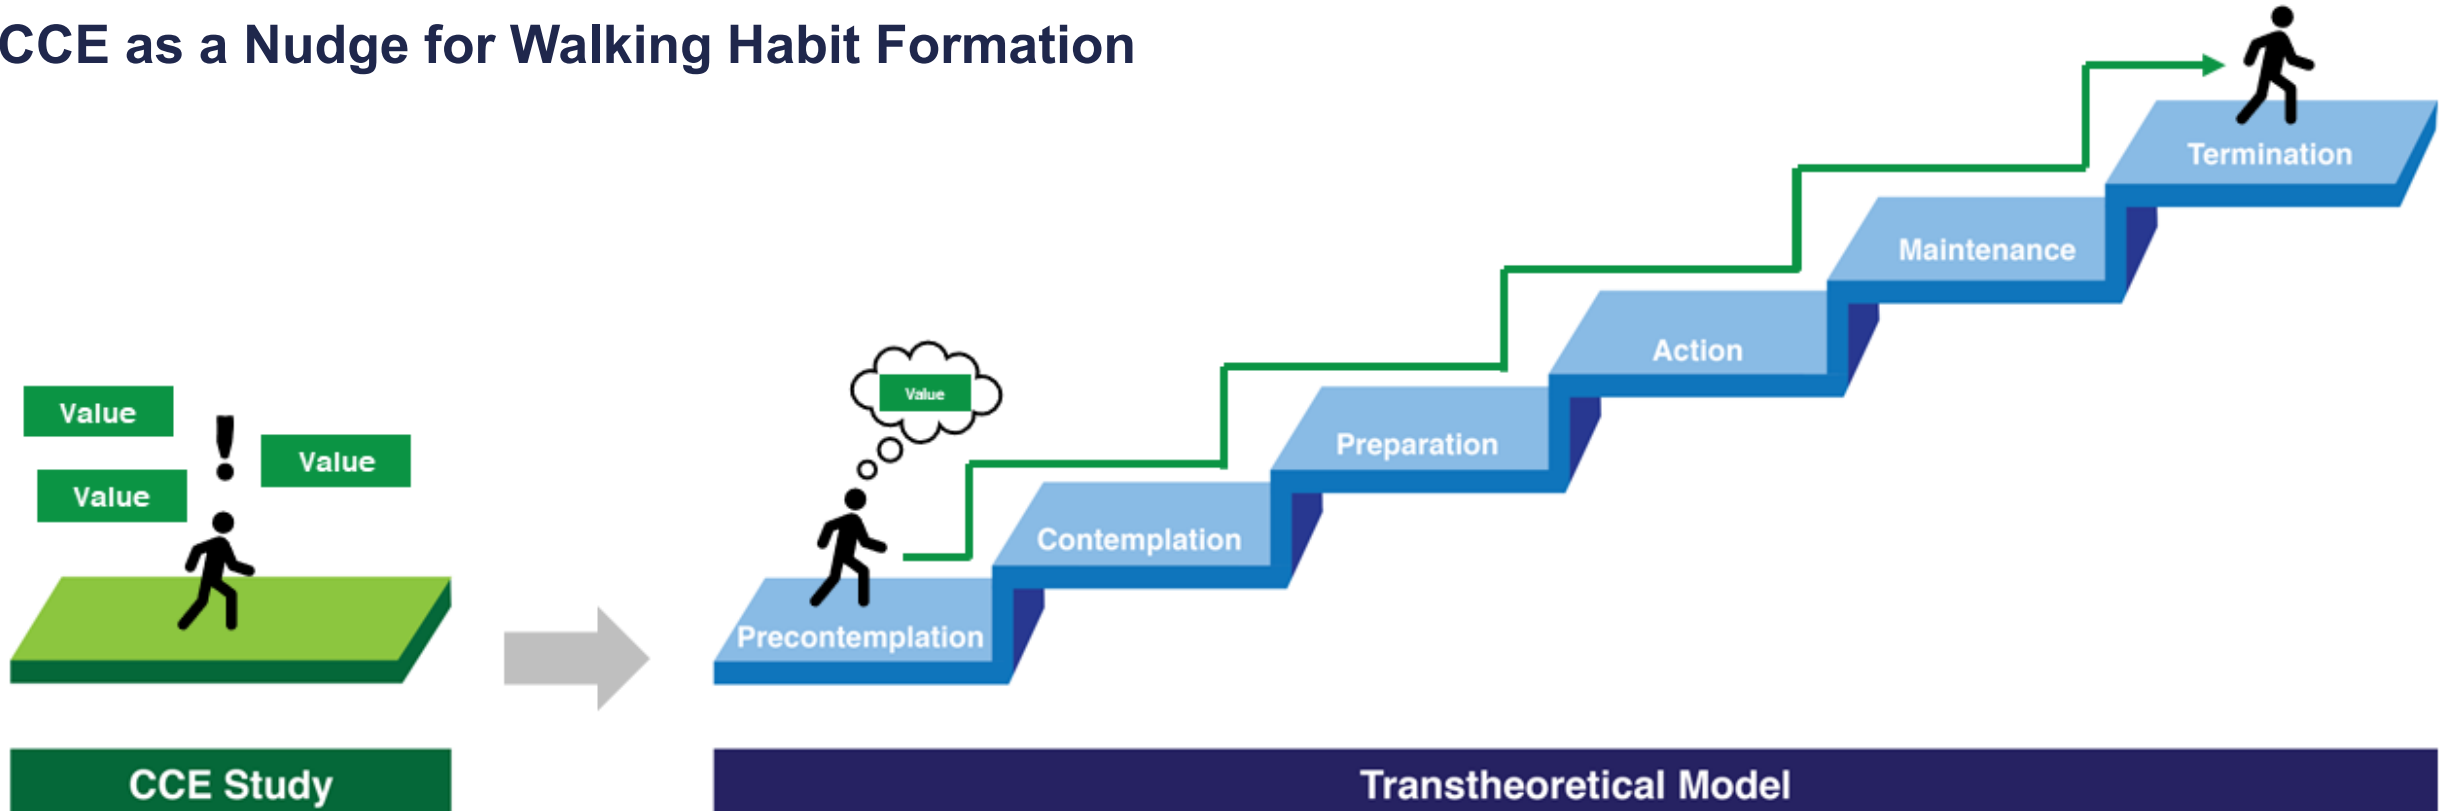 CCE as a Nudge for Walking Habit Formation
Value
Value
Value
!
Value
Precontemplation
Contemplation
Preparation
Action
Maintenance
Termination
CCE Study
Transtheoretical Model